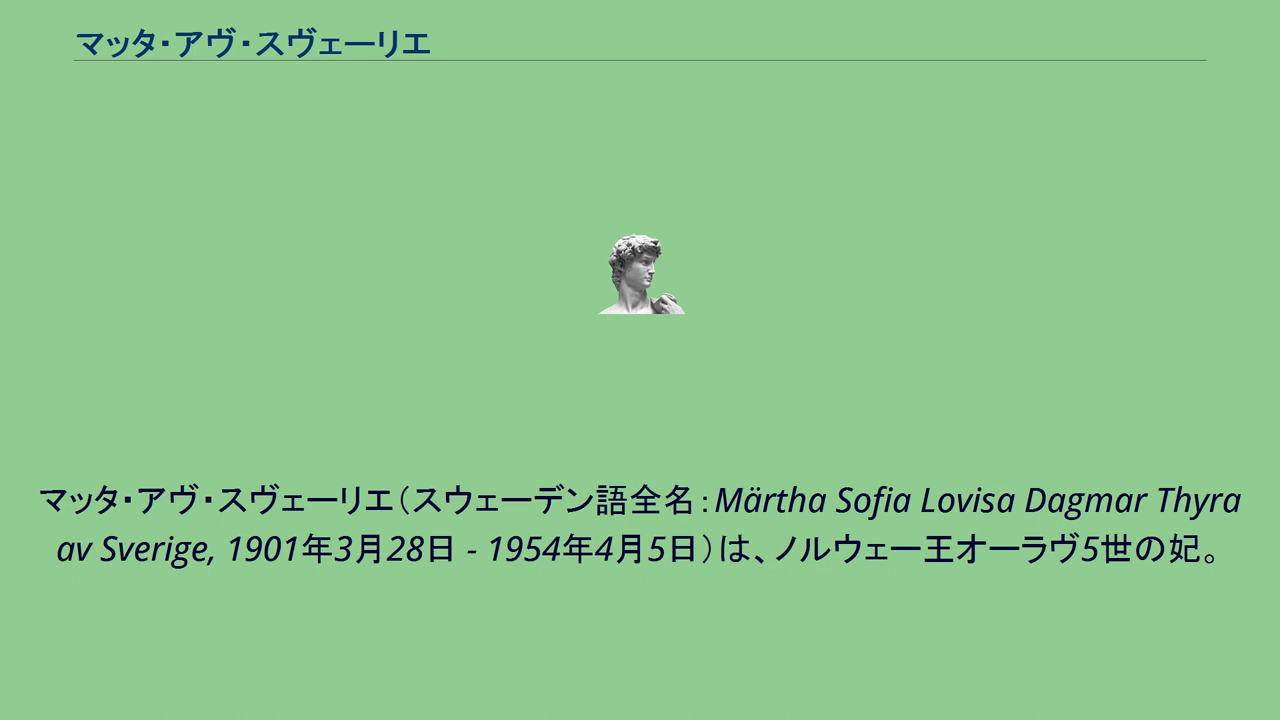 マッタ・アヴ・スヴェーリエ
マッタ・アヴ・スヴェーリエ（スウェーデン語全名：Märtha Sofia Lovisa Dagmar Thyra
av Sverige, 1901年3月28日 - 1954年4月5日）は、ノルウェー王オーラヴ5世の妃。